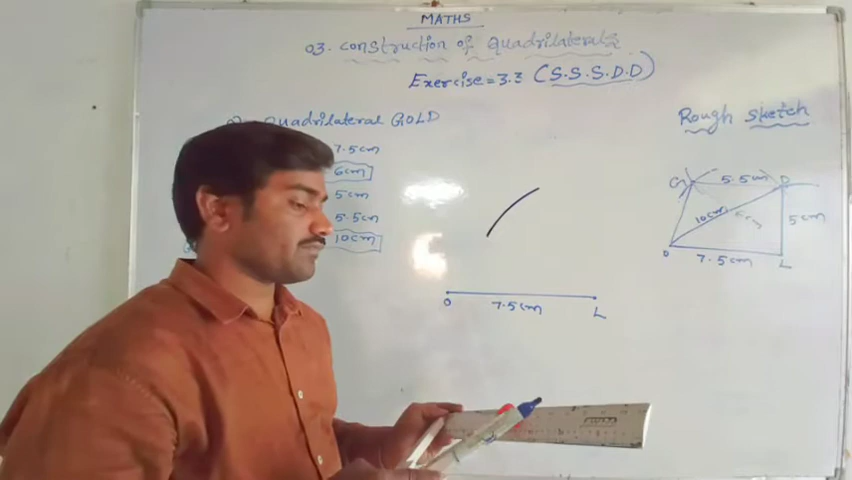 MATHS
03. Construction of Quadrilaterals
Exercise = 3.3 (S.S.S.D.D)
Quadrilateral GOLD
7.5cm
6cm
5cm
5.5cm
10cm
O 7.5cm L
Rough sketch
G 5.5cm D
10cm 6cm 5cm
O 7.5cm L